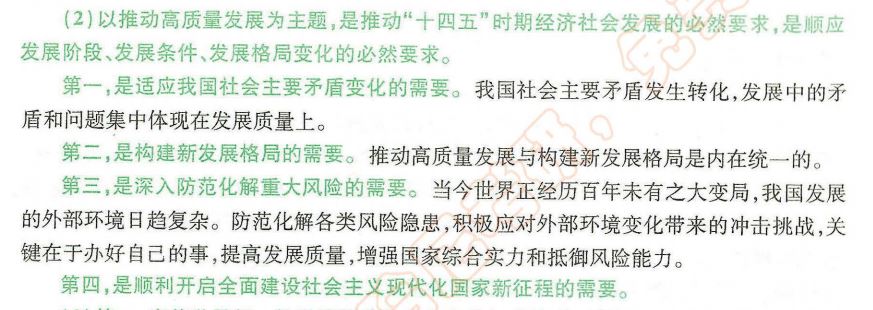 (2)以推动高质量发展为主题,是推动“十四五”时期经济社会发展的必然要求,是顺应
发展阶段、发展条件、发展格局变化的必然要求。
第一,是适应我国社会主要矛盾变化的需要。我国社会主要矛盾发生转化,发展中的矛
盾和问题集中体现在发展质量上。
第二,是构建新发展格局的需要。推动高质量发展与构建新发展格局是内在统一的。
第三,是深入防范化解重大风险的需要。当今世界正经历百年未有之大变局,我国发展
的外部环境日趋复杂。防范化解各类风险隐患,积极应对外部环境变化带来的冲击挑战,关
键在于办好自己的事,提高发展质量,增强国家综合实力和抵御风险能力。
第四,是顺利开启全面建设社会主义现代化国家新征程的需要。